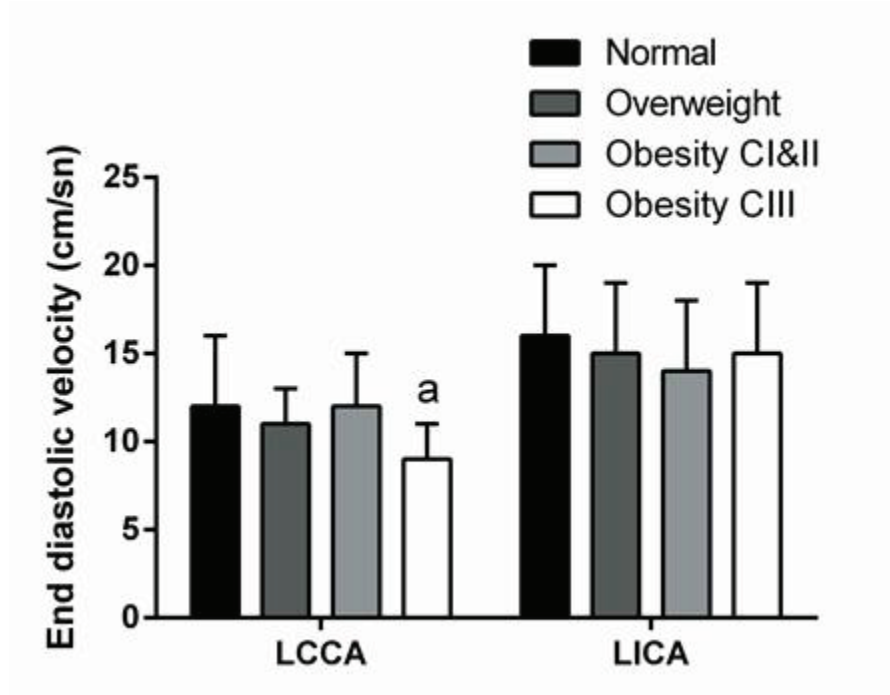 Normal
Overweight
Obesity CI&II
Obesity CIII
End diastolic velocity (cm/sn)
25
20
15
10
5
0
a
LCCA
LICA